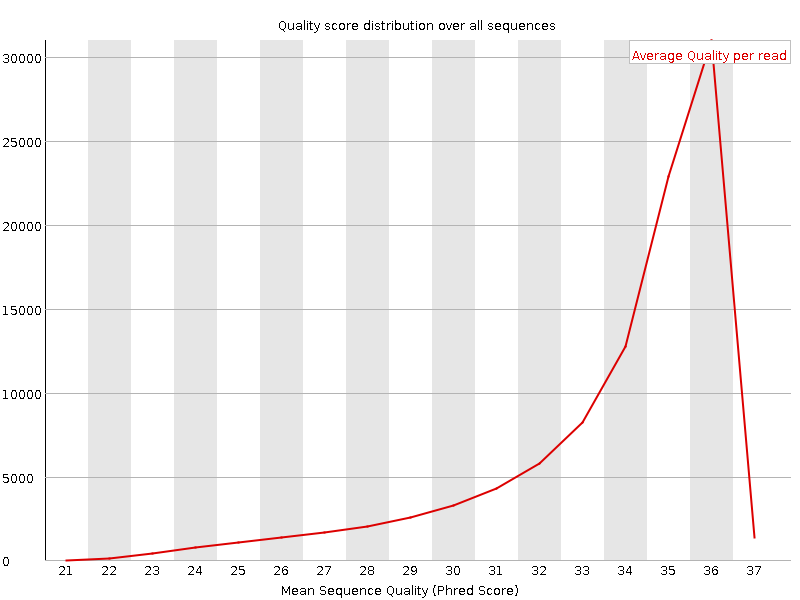 Quality score distribution over all sequences
Average Quality per read
30000
25000
20000
15000
10000
5000
0
21 22 23 24 25 26 27 28 29 30 31 32 33 34 35 36 37
Mean Sequence Quality (Phred Score)